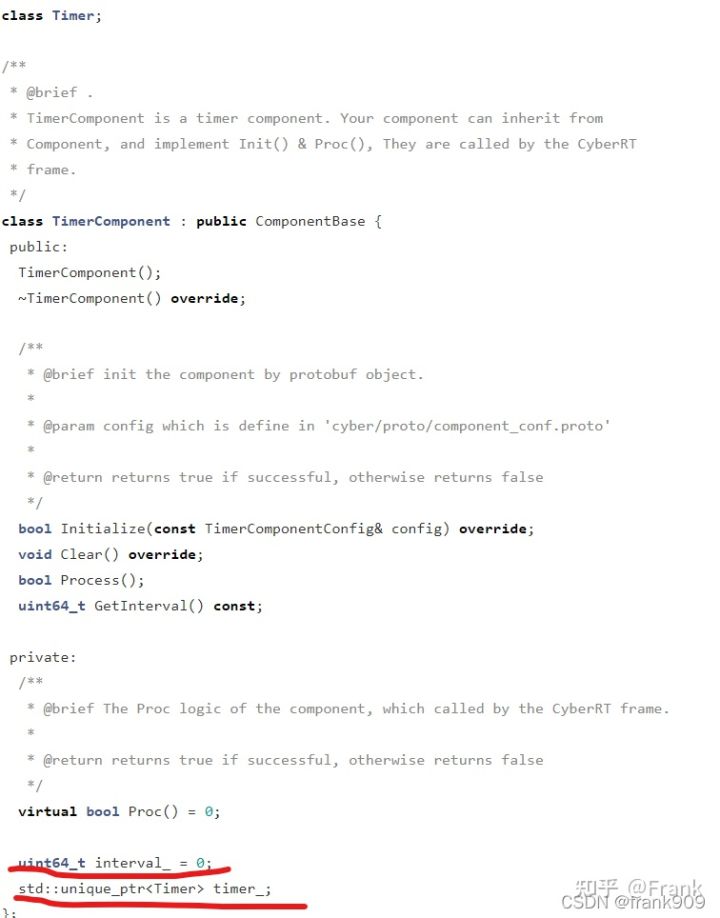 class Timer;
/**
 * @brief .
 * TimerComponent is a timer component. Your component can inherit from
 * Component, and implement Init() & Proc(), They are called by the CyberRT
 * frame.
 */
class TimerComponent : public ComponentBase {
 public:
  TimerComponent();
  ~TimerComponent() override;
  /**
   * @brief init the component by protobuf object.
   *
   * @param config which is define in 'cyber/proto/component_conf.proto'
   *
   * @return returns true if successful, otherwise returns false
   */
  bool Initialize(const TimerComponentConfig& config) override;
  void Clear() override;
  bool Process();
  uint64_t GetInterval() const;
 private:
  /**
   * @brief The Proc logic of the component, which called by the CyberRT frame.
   *
   * @return returns true if successful, otherwise returns false
   */
  virtual bool Proc() = 0;
  uint64_t interval_ = 0;
  std::unique_ptr<Timer> timer_;
};
知乎 @Frank
CSDN @frank909